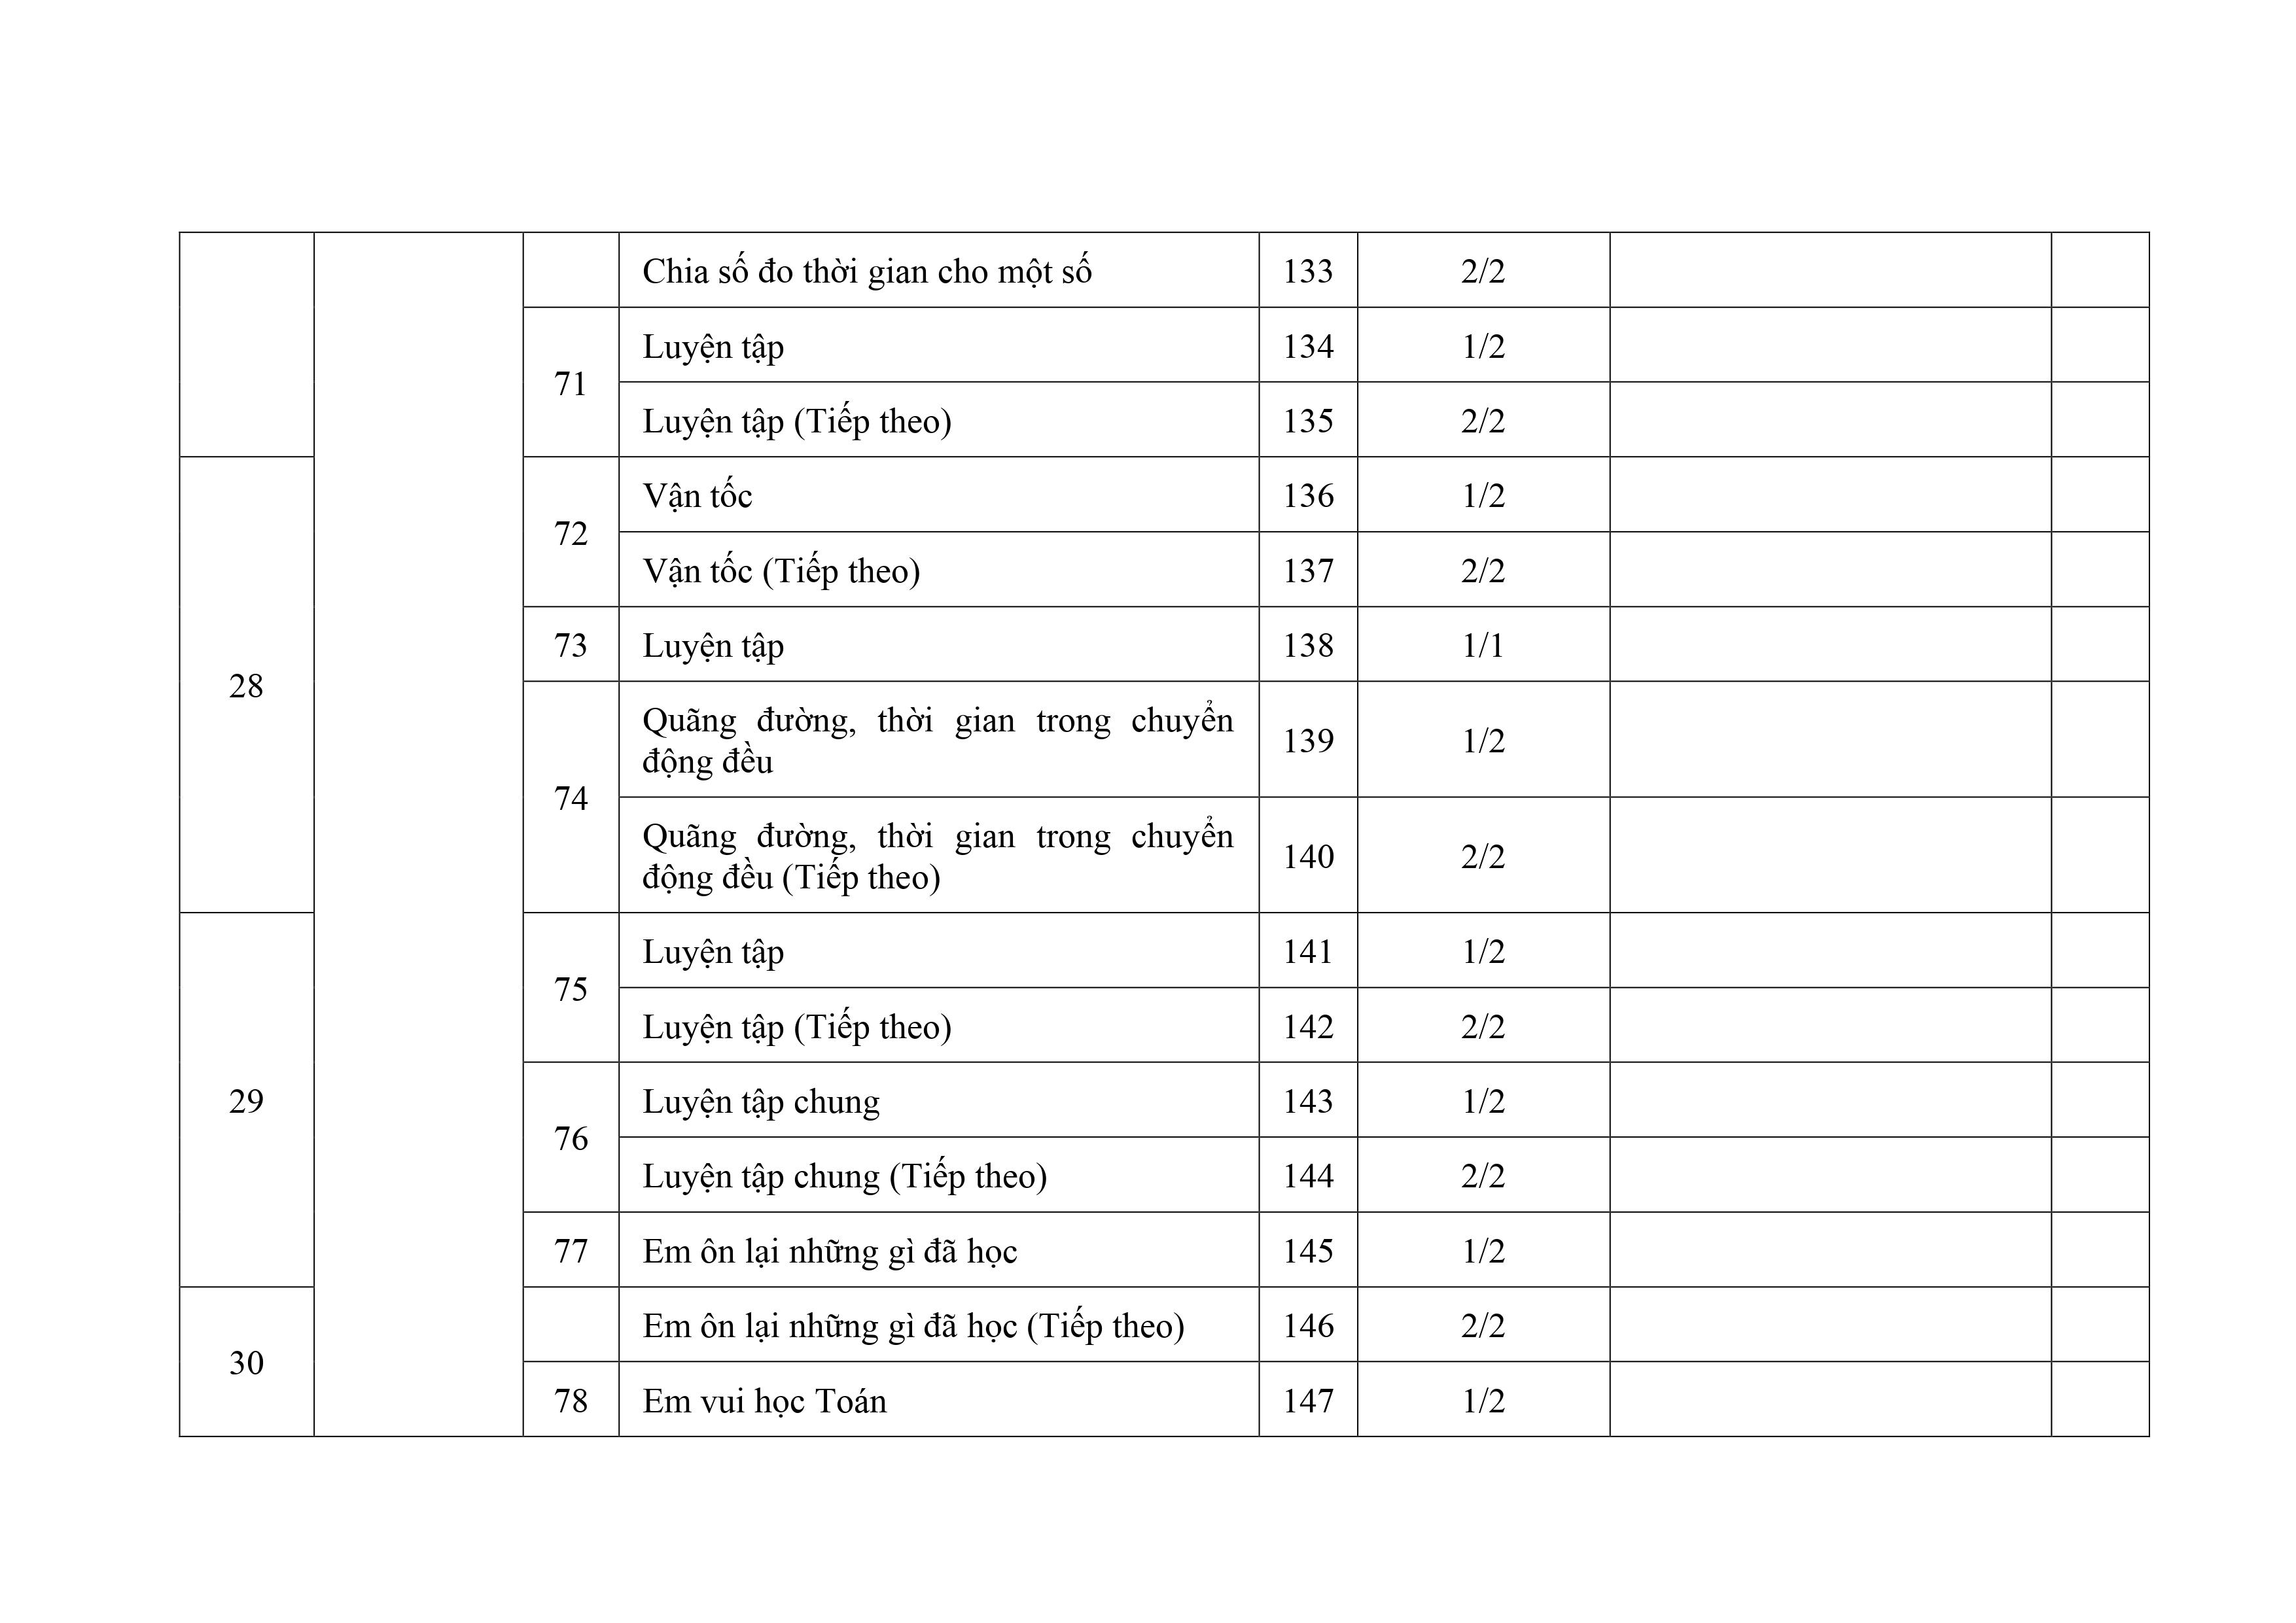 Chia số đo thời gian cho một số 133 2/2
71
Luyện tập 134 1/2
Luyện tập (Tiếp theo) 135 2/2
28
72
Vận tốc 136 1/2
Vận tốc (Tiếp theo) 137 2/2
73 Luyện tập 138 1/1
74
Quãng đường, thời gian trong chuyển
động đều 139 1/2
Quãng đường, thời gian trong chuyển
động đều (Tiếp theo) 140 2/2
29
75
Luyện tập 141 1/2
Luyện tập (Tiếp theo) 142 2/2
76
Luyện tập chung 143 1/2
Luyện tập chung (Tiếp theo) 144 2/2
77 Em ôn lại những gì đã học 145 1/2
30
Em ôn lại những gì đã học (Tiếp theo) 146 2/2
78 Em vui học Toán 147 1/2